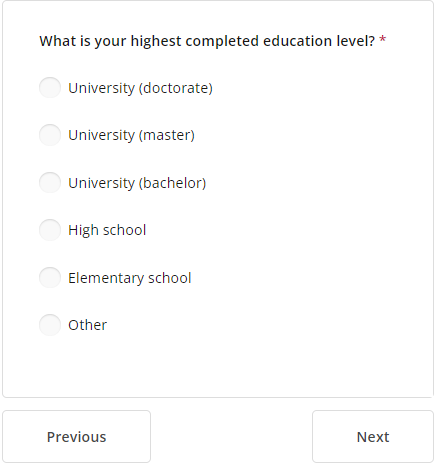 What is your highest completed education level? *
University (doctorate)
University (master)
University (bachelor)
High school
Elementary school
Other
Previous
Next